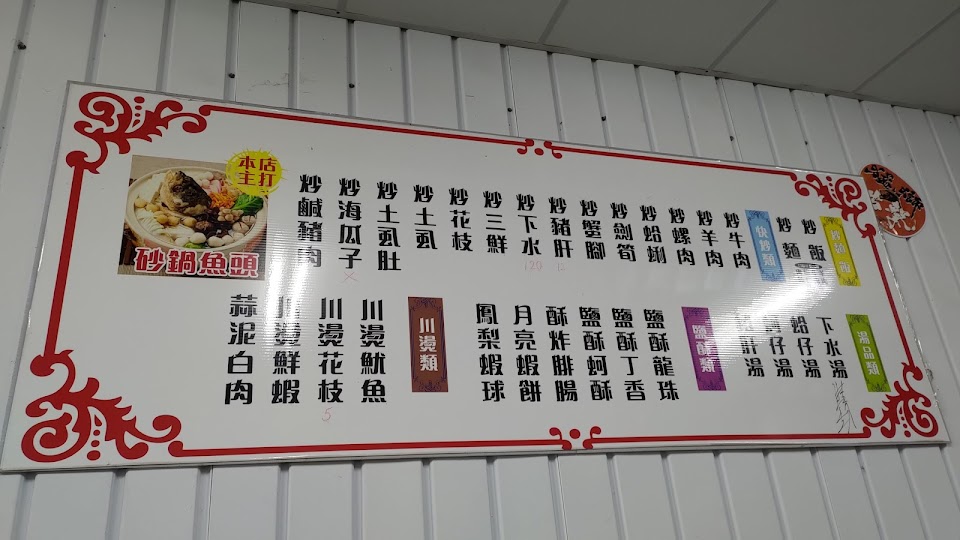 炒飯
炒麵
快炒類
炒牛肉
炒羊肉
炒螺肉
炒蛤蜊
炒劍筍
炒蟹腳
炒豬肝
炒下水
120
炒三鮮
炒花枝
炒土虱
炒土虱肚
炒海瓜子
炒鹹豬肉
本店
主打
砂鍋魚頭
湯品類
下水湯
蛤仔湯
蚵仔湯
鹽酥類
鹽酥龍珠
鹽酥丁香
鹽酥蚵酥
酥炸腓腸
月亮蝦餅
鳳梨蝦球
川燙類
川燙魷魚
川燙花枝
5
川燙鮮蝦
蒜泥白肉